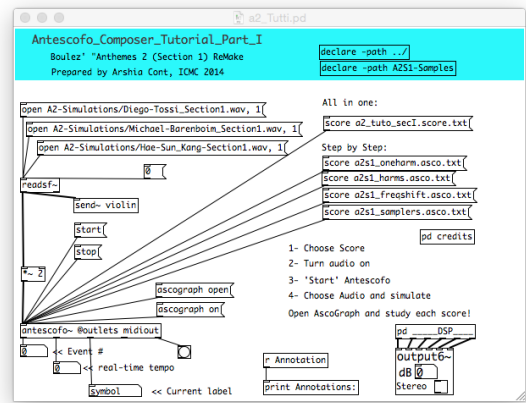 a2_Tutti.pd
Antescofo_Composer_Tutorial_Part_I
Boulez' "Anthemes 2 (Section 1) ReMake
Prepared by Arshia Cont, ICMC 2014
declare -path ../
declare -path A2S1-Samples
open A2-Simulations/Diego-Tossi_Section1.wav, 1
open A2-Simulations/Michael-Barenboim_Section1.wav, 1
open A2-Simulations/Hae-Sun_Kang-Section1.wav, 1
0
readsf~
send~ violin
start
stop
*~ 2
ascograph open
ascograph on
antescofo~ @outlets midiout
0 << Event #
0 << real-time tempo
symbol << Current label
All in one:
score a2_tuto_secI.score.txt
Step by Step:
score a2s1_oneharm.asco.txt
score a2s1_harms.asco.txt
score a2s1_freqshift.asco.txt
score a2s1_samplers.asco.txt
pd credits
1- Choose Score
2- Turn audio on
3- 'Start' Antescofo
4- Choose Audio and simulate
Open AscoGraph and study each score!
r Annotation
print Annotations:
pd _____DSP____
output6~
dB 0
Stereo